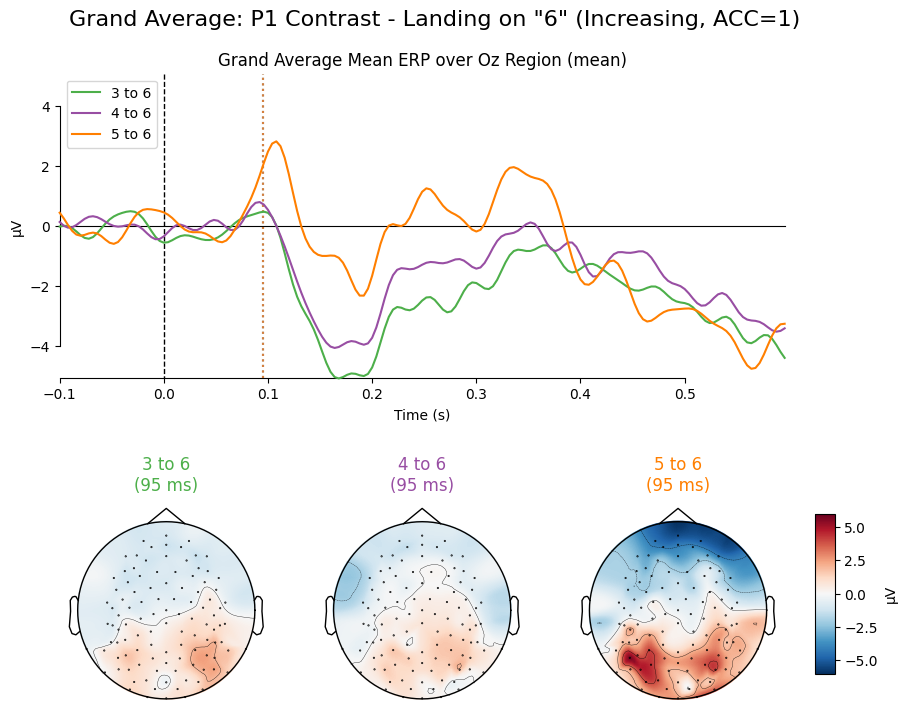 Grand Average: P1 Contrast - Landing on "6" (Increasing, ACC=1)
Grand Average Mean ERP over Oz Region (mean)
3 to 6
4 to 6
5 to 6
4
2
0
−2
−4
µV
−0.1 0.0 0.1 0.2 0.3 0.4 0.5
Time (s)
3 to 6
(95 ms)
4 to 6
(95 ms)
5 to 6
(95 ms)
5.0
2.5
0.0
−2.5
−5.0
µV